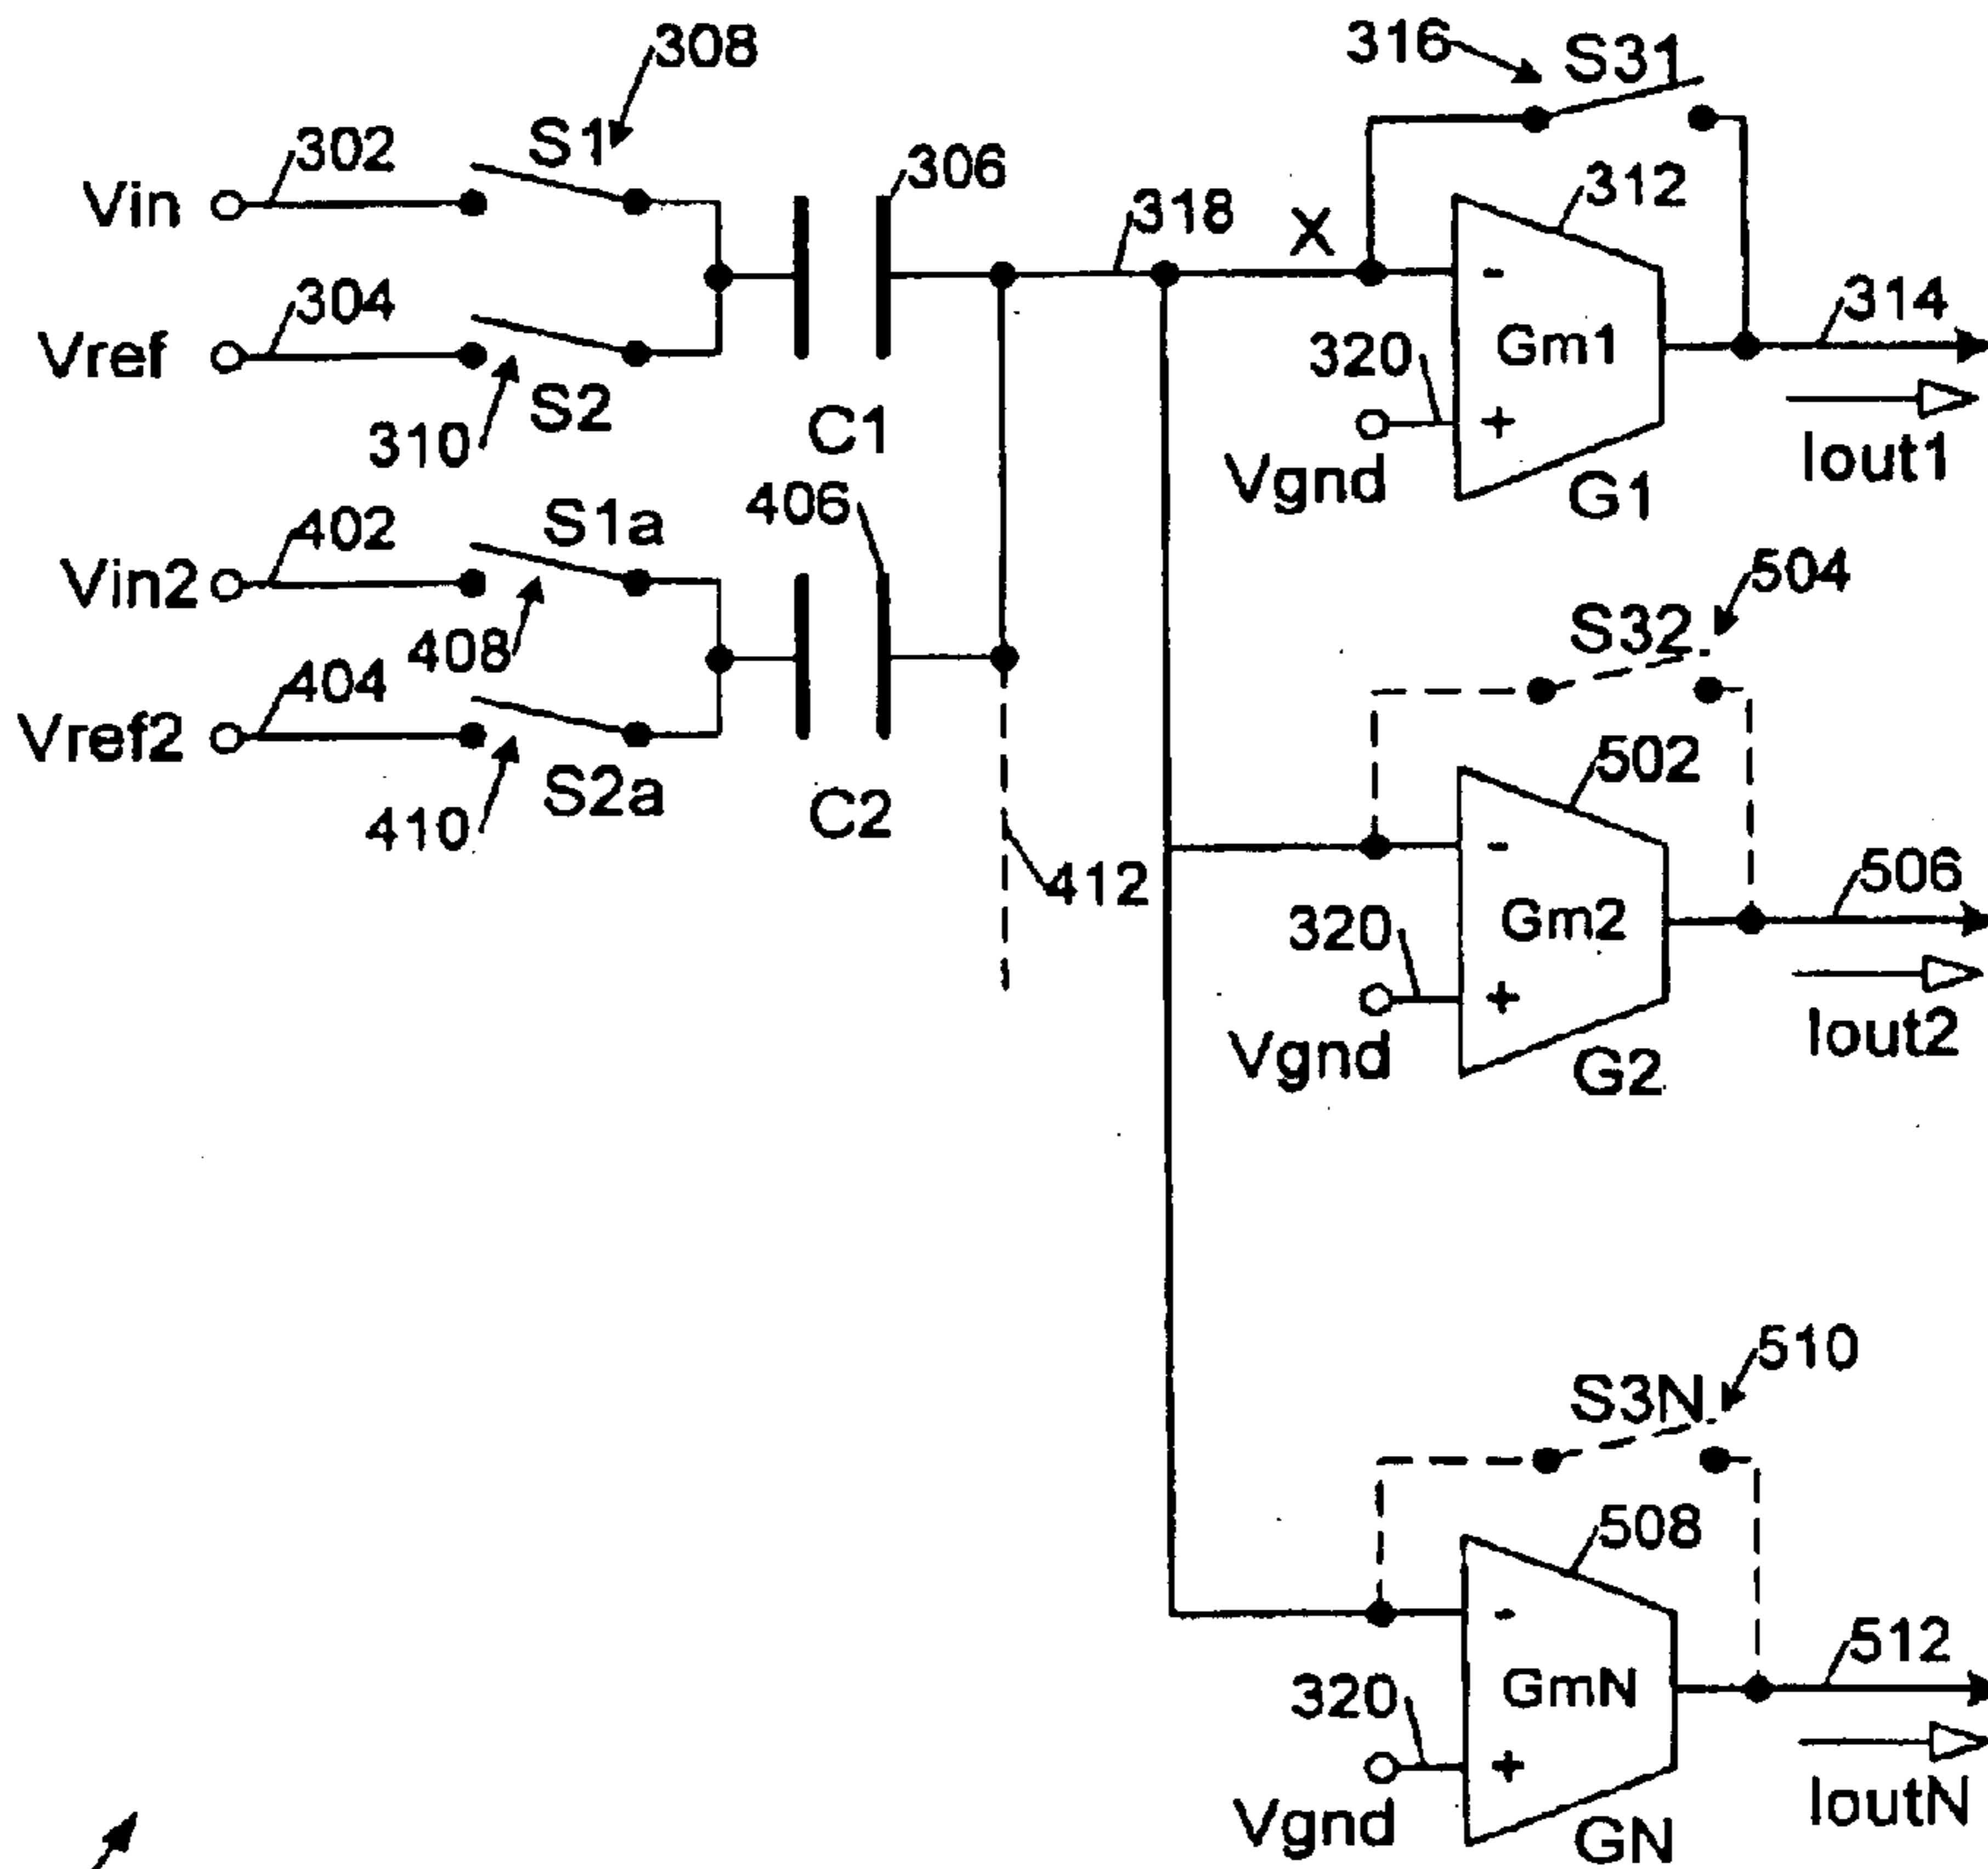 308
316
S31
302
S1
306
312
Vin
318
X
-
304
314
Vref
320
Gm1
S2
+
310
C1
Vgnd
Iout1
G1
406
402
S1a
504
Vin2
S32
408
404
502
Vref2
-
S2a
410
C2
506
412
320
Gm2
+
Vgnd
Iout2
G2
510
S3N
508
-
512
320
GmN
+
Vgnd
IoutN
GN